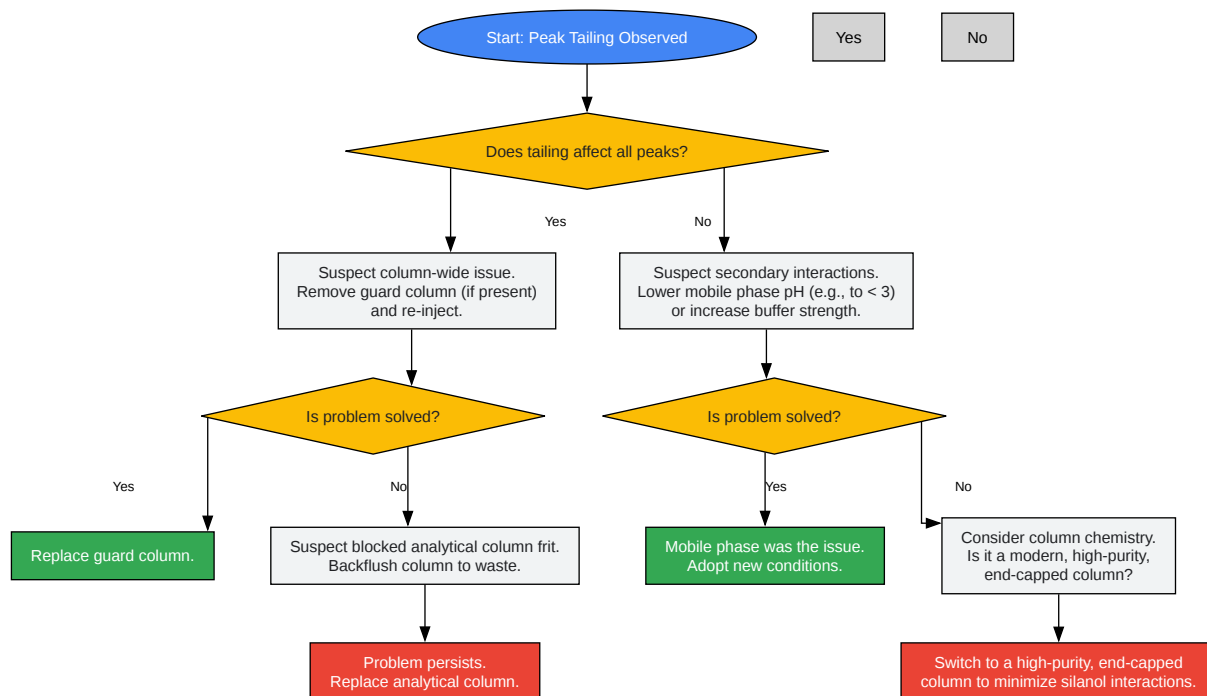 Start: Peak Tailing Observed
Yes
No
Does tailing affect all peaks?
Yes
No
Suspect column-wide issue.
Remove guard column (if present)
and re-inject.
Suspect secondary interactions.
Lower mobile phase pH (e.g., to < 3)
or increase buffer strength.
Is problem solved?
Is problem solved?
Yes
No
Yes
No
Replace guard column.
Suspect blocked analytical column frit.
Backflush column to waste.
Mobile phase was the issue.
Adopt new conditions.
Consider column chemistry.
Is it a modern, high-purity,
end-capped column?
Problem persists.
Replace analytical column.
Switch to a high-purity, end-capped
column to minimize silanol interactions.